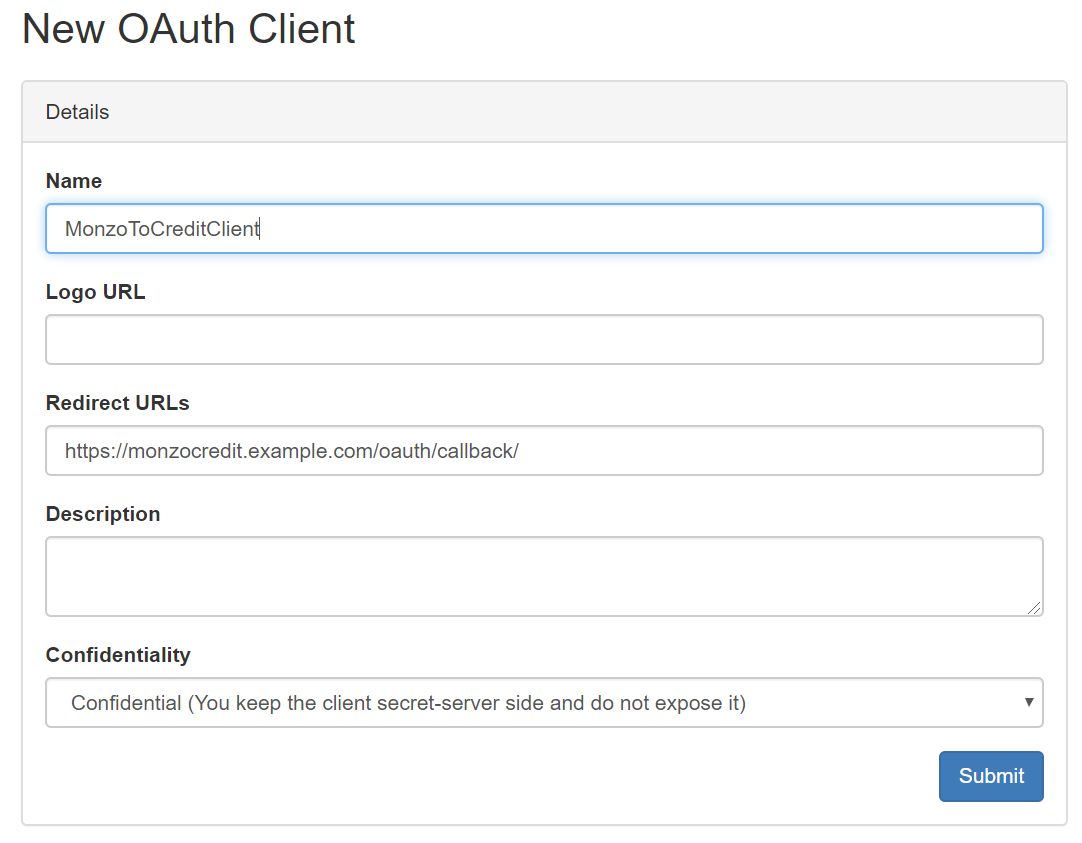 New OAuth Client
Details
Name
MonzoToCreditClient
Logo URL
Redirect URLs
https://monzocredit.example.com/oauth/callback/
Description
Confidentiality
Confidential (You keep the client secret-server side and do not expose it)
Submit